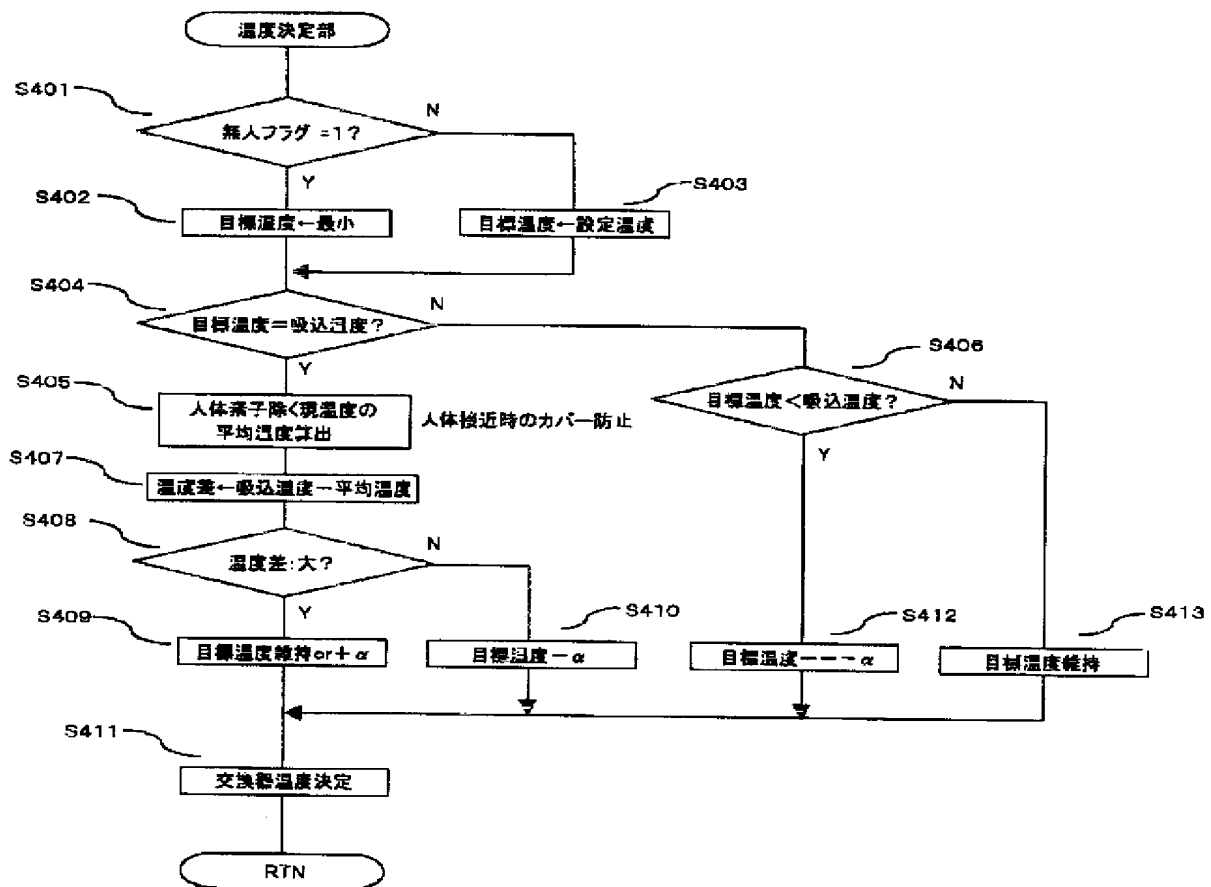 温度決定部
S401
無人フラグ =1?
N
Y
S402
目標温度←最小
S403
目標温度←設定温度
S404
目標温度=吸込温度?
N
Y
S405
人体素子除く現温度の
平均温度算出
人体接近時のカバー防止
S406
目標温度<吸込温度?
N
Y
S407
温度差←吸込温度-平均温度
S408
温度差:大?
N
Y
S409
目標温度維持or+α
S410
目標温度-α
S412
目標温度---α
S413
目標温度維持
S411
交換器温度決定
RTN